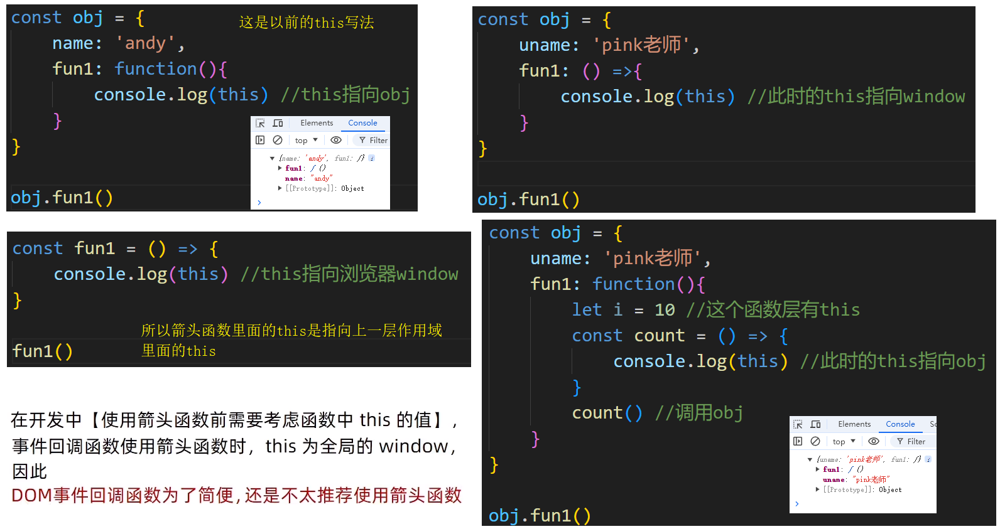 const obj = {
这是以前的this写法
name: 'andy',
fun1: function(){
console.log(this) //this指向obj
}
}
obj.fun1()
Elements Console
top Filter
{name: 'andy', fun1: ƒ}
fun1: ƒ ()
name: "andy"
[[Prototype]]: Object
const obj = {
uname: 'pink老师',
fun1: () =>{
console.log(this) //此时的this指向window
}
}
obj.fun1()
const fun1 = () => {
console.log(this) //this指向浏览器window
}
所以箭头函数里面的this是指向上一层作用域
里面的this
fun1()
在开发中【使用箭头函数前需要考虑函数中 this 的值】，
事件回调函数使用箭头函数时，this 为全局的 window，
因此
DOM事件回调函数为了简便，还是不太推荐使用箭头函数
const obj = {
uname: 'pink老师',
fun1: function(){
let i = 10 //这个函数层有this
const count = () => {
console.log(this) //此时的this指向obj
}
count() //调用obj
}
}
obj.fun1()
Elements Console
top Filter
{uname: 'pink老师', fun1: ƒ}
fun1: ƒ ()
uname: "pink老师"
[[Prototype]]: Object